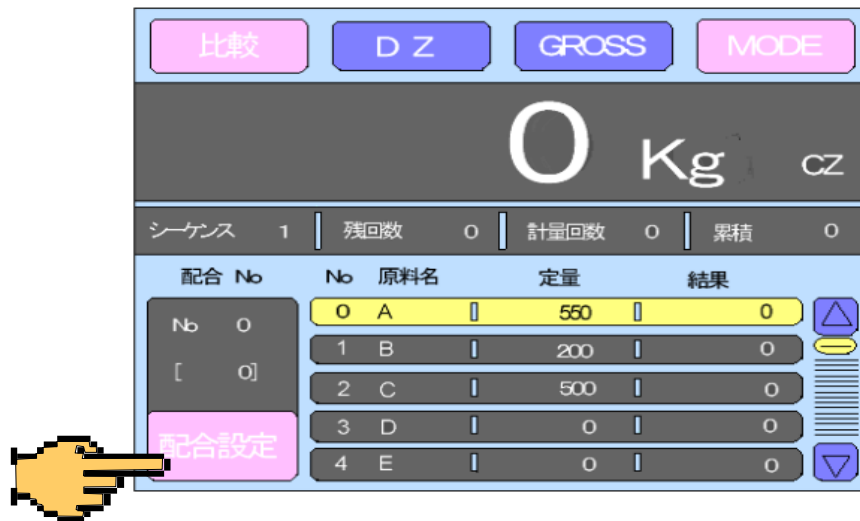 比較 D Z GROSS MODE
0 Kg CZ
シーケンス 1 残回数 0 計量回数 0 累積 0
配合 No No 原料名 定量 結果
No 0
[ 0]
配合設定
0 A 550 0
1 B 200 0
2 C 500 0
3 D 0 0
4 E 0 0